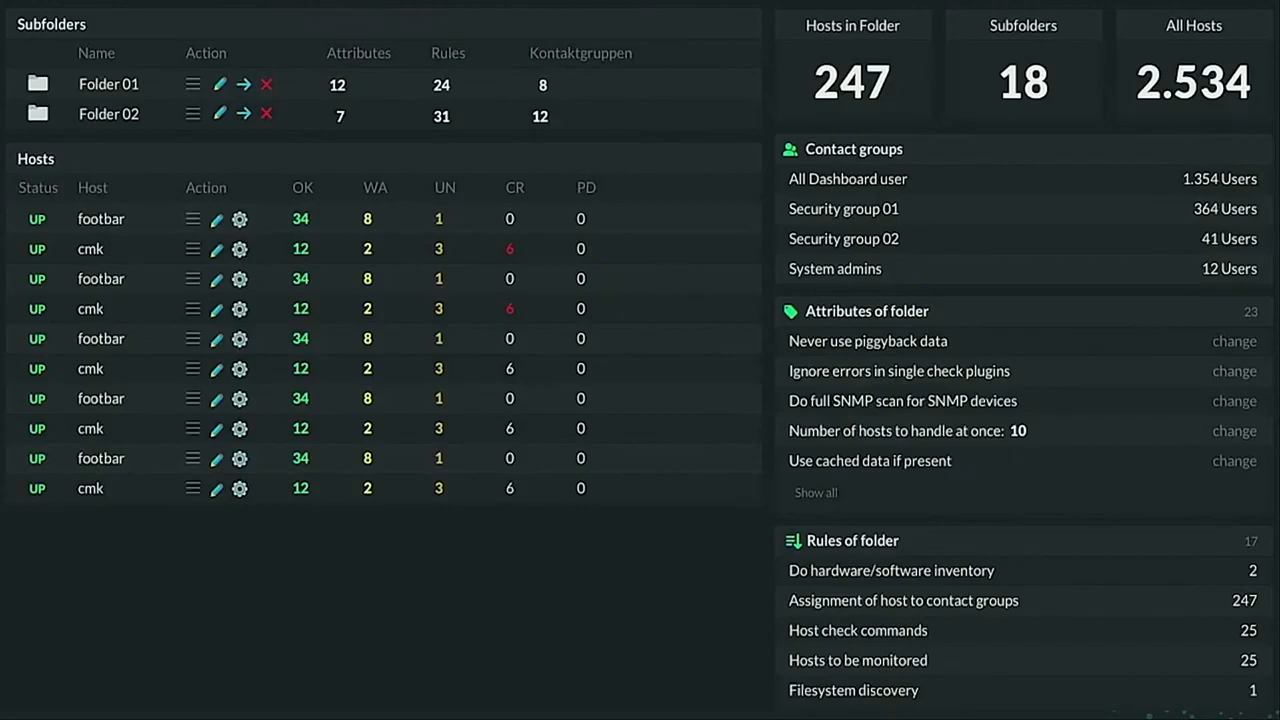 Subfolders
Name Action Attributes Rules Kontaktgruppen
Folder 01 12 24 8
Folder 02 7 31 12
Hosts
Status Host Action OK WA UN CR PD
UP footbar 34 8 1 0 0
UP cmk 12 2 3 6 0
UP footbar 34 8 1 0 0
UP cmk 12 2 3 6 0
UP footbar 34 8 1 0 0
UP cmk 12 2 3 6 0
UP footbar 34 8 1 0 0
UP cmk 12 2 3 6 0
UP footbar 34 8 1 0 0
UP cmk 12 2 3 6 0
Hosts in Folder
247
Subfolders
18
All Hosts
2.534
Contact groups
All Dashboard user 1.354 Users
Security group 01 364 Users
Security group 02 41 Users
System admins 12 Users
Attributes of folder 23
Never use piggyback data change
Ignore errors in single check plugins change
Do full SNMP scan for SNMP devices change
Number of hosts to handle at once: 10 change
Use cached data if present change
Show all
Rules of folder 17
Do hardware/software inventory 2
Assignment of host to contact groups 247
Host check commands 25
Hosts to be monitored 25
Filesystem discovery 1